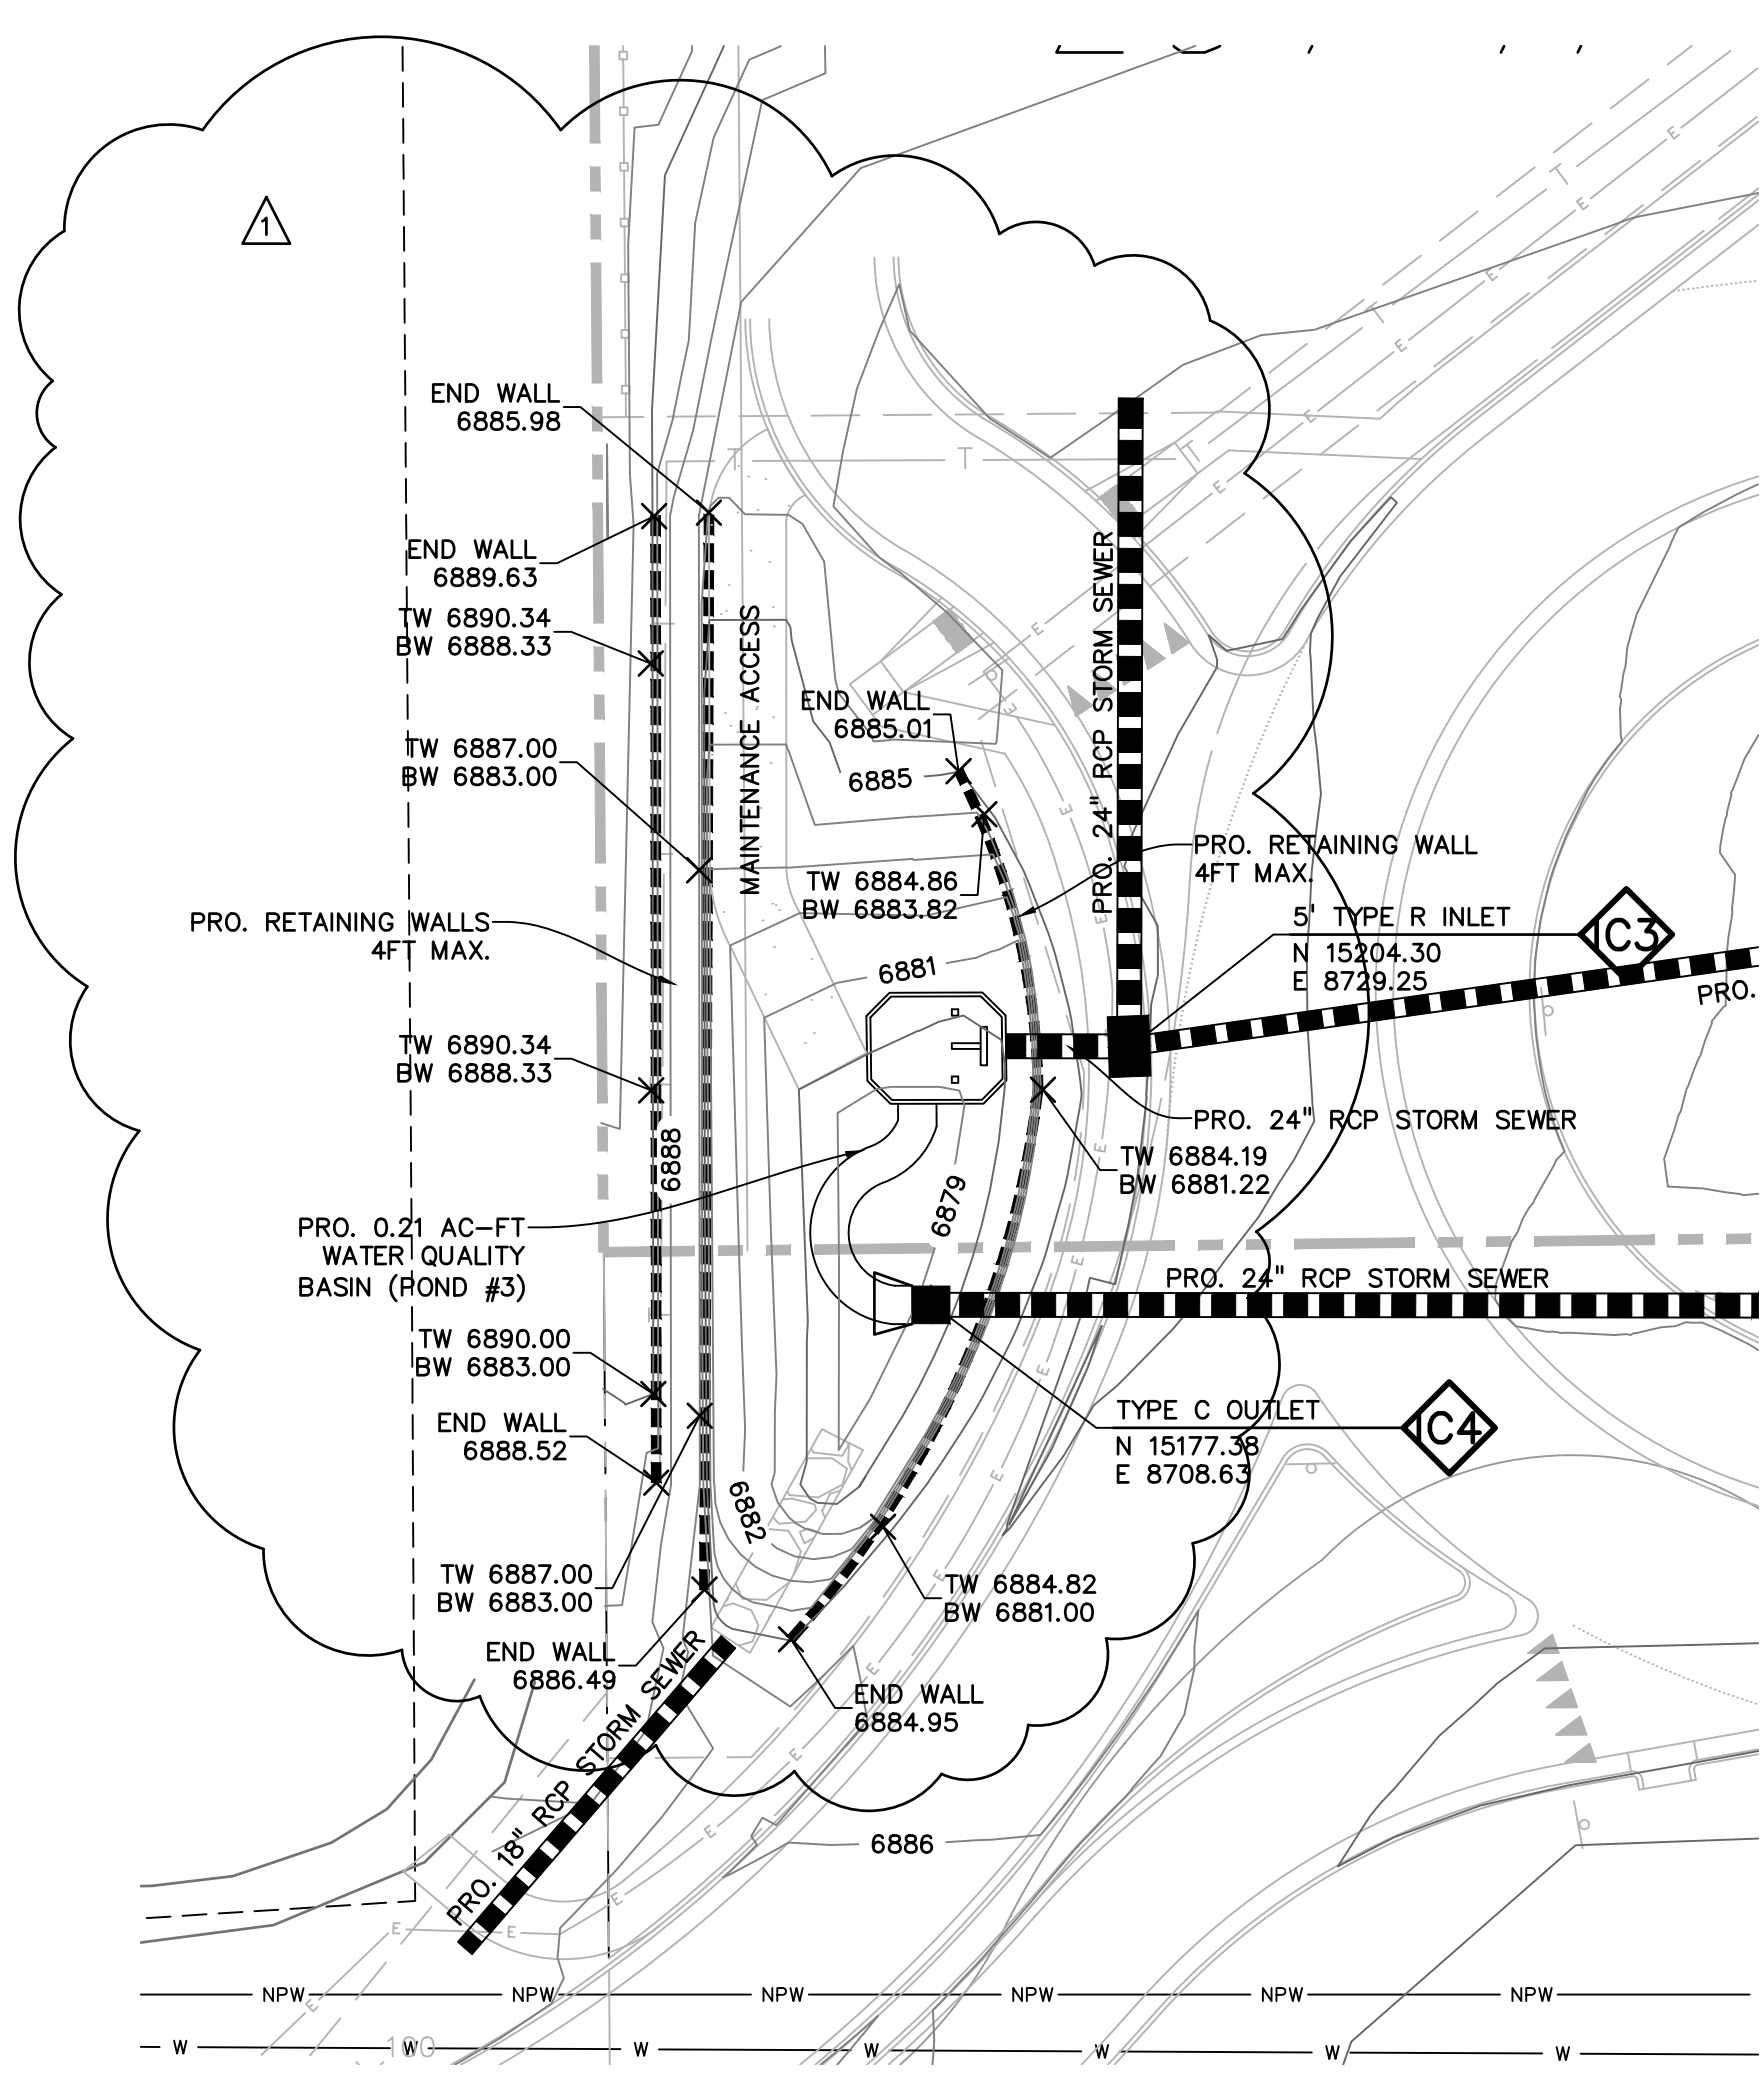 1
END WALL
6885.98
END WALL
6889.63
TW 6890.34
BW 6888.33
TW 6887.00
BW 6883.00
MAINTENANCE ACCESS
END WALL
6885.01
6885
PRO. 24" RCP STORM SEWER
PRO. RETAINING WALL
4FT MAX.
TW 6884.86
BW 6883.82
PRO. RETAINING WALLS
4FT MAX.
5' TYPE R INLET
N 15204.30
E 8729.25
C3
PRO.
6881
TW 6890.34
BW 6888.33
6888
PRO. 24" RCP STORM SEWER
TW 6884.19
BW 6881.22
6879
PRO. 0.21 AC-FT
WATER QUALITY
BASIN (POND #3)
PRO. 24" RCP STORM SEWER
TW 6890.00
BW 6883.00
END WALL
6888.52
TYPE C OUTLET
N 15177.38
E 8708.63
C4
6882
TW 6887.00
BW 6883.00
TW 6884.82
BW 6881.00
END WALL
6886.49
END WALL
6884.95
PRO. 18" RCP STORM SEWER
6886
T T T T T
E E E E E E E E E E E E E E E E E E E E E
NPW NPW NPW NPW NPW NPW
W W W W W W W
100